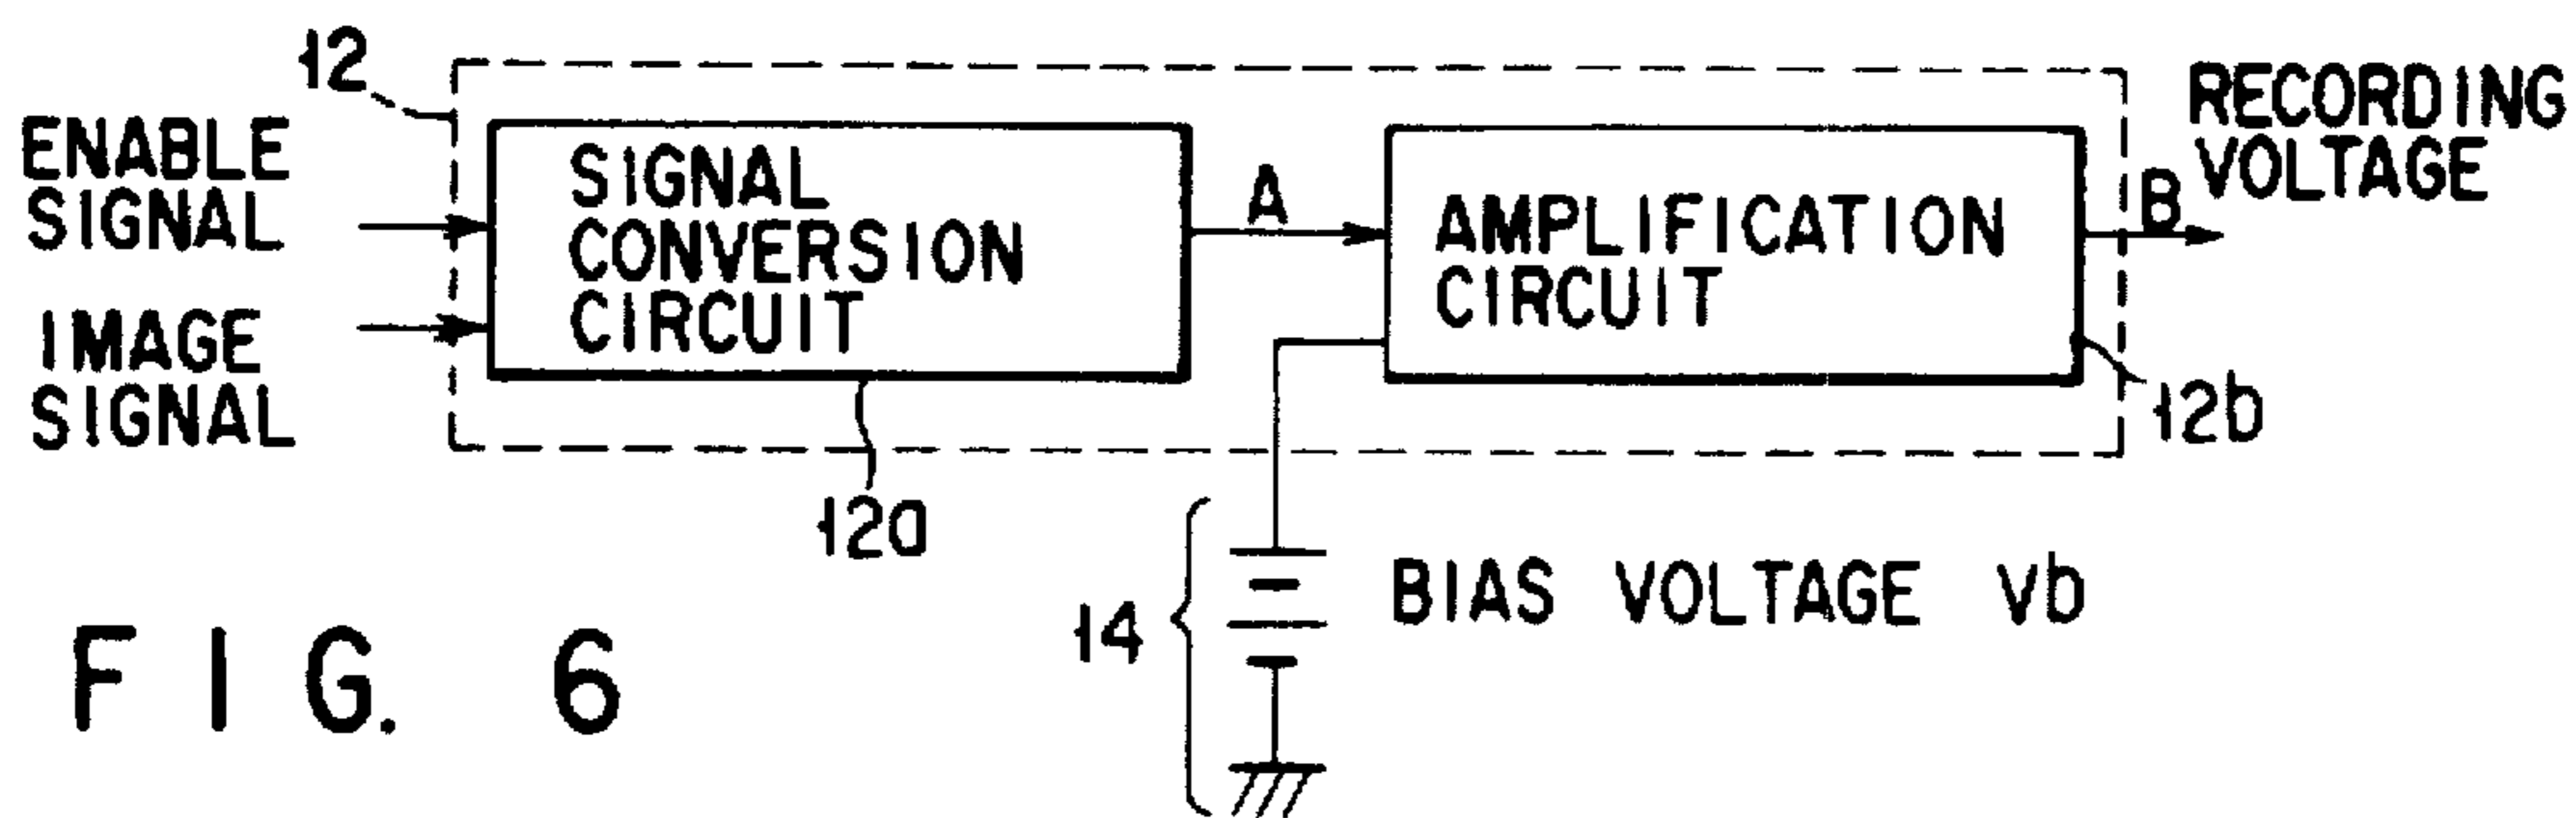 12
ENABLE
SIGNAL
IMAGE
SIGNAL
SIGNAL
CONVERSION
CIRCUIT
12a
A
AMPLIFICATION
CIRCUIT
12b
B
RECORDING
VOLTAGE
14
BIAS VOLTAGE Vb
FIG. 6